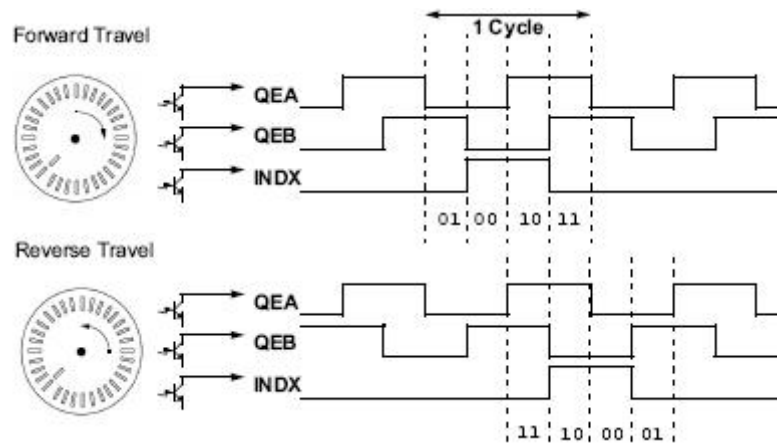 1 Cycle
Forward Travel
QEA
QEB
INDX
01 00 10 11
Reverse Travel
QEA
QEB
INDX
11 10 00 01